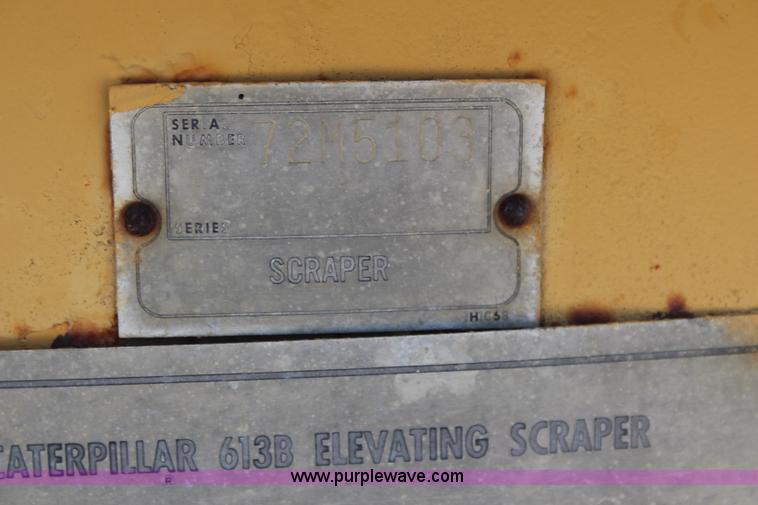 SERIAL
NUMBER 72M5103
SERIES
SCRAPER
CATERPILLAR 613B ELEVATING SCRAPER
R
www.purplewave.com